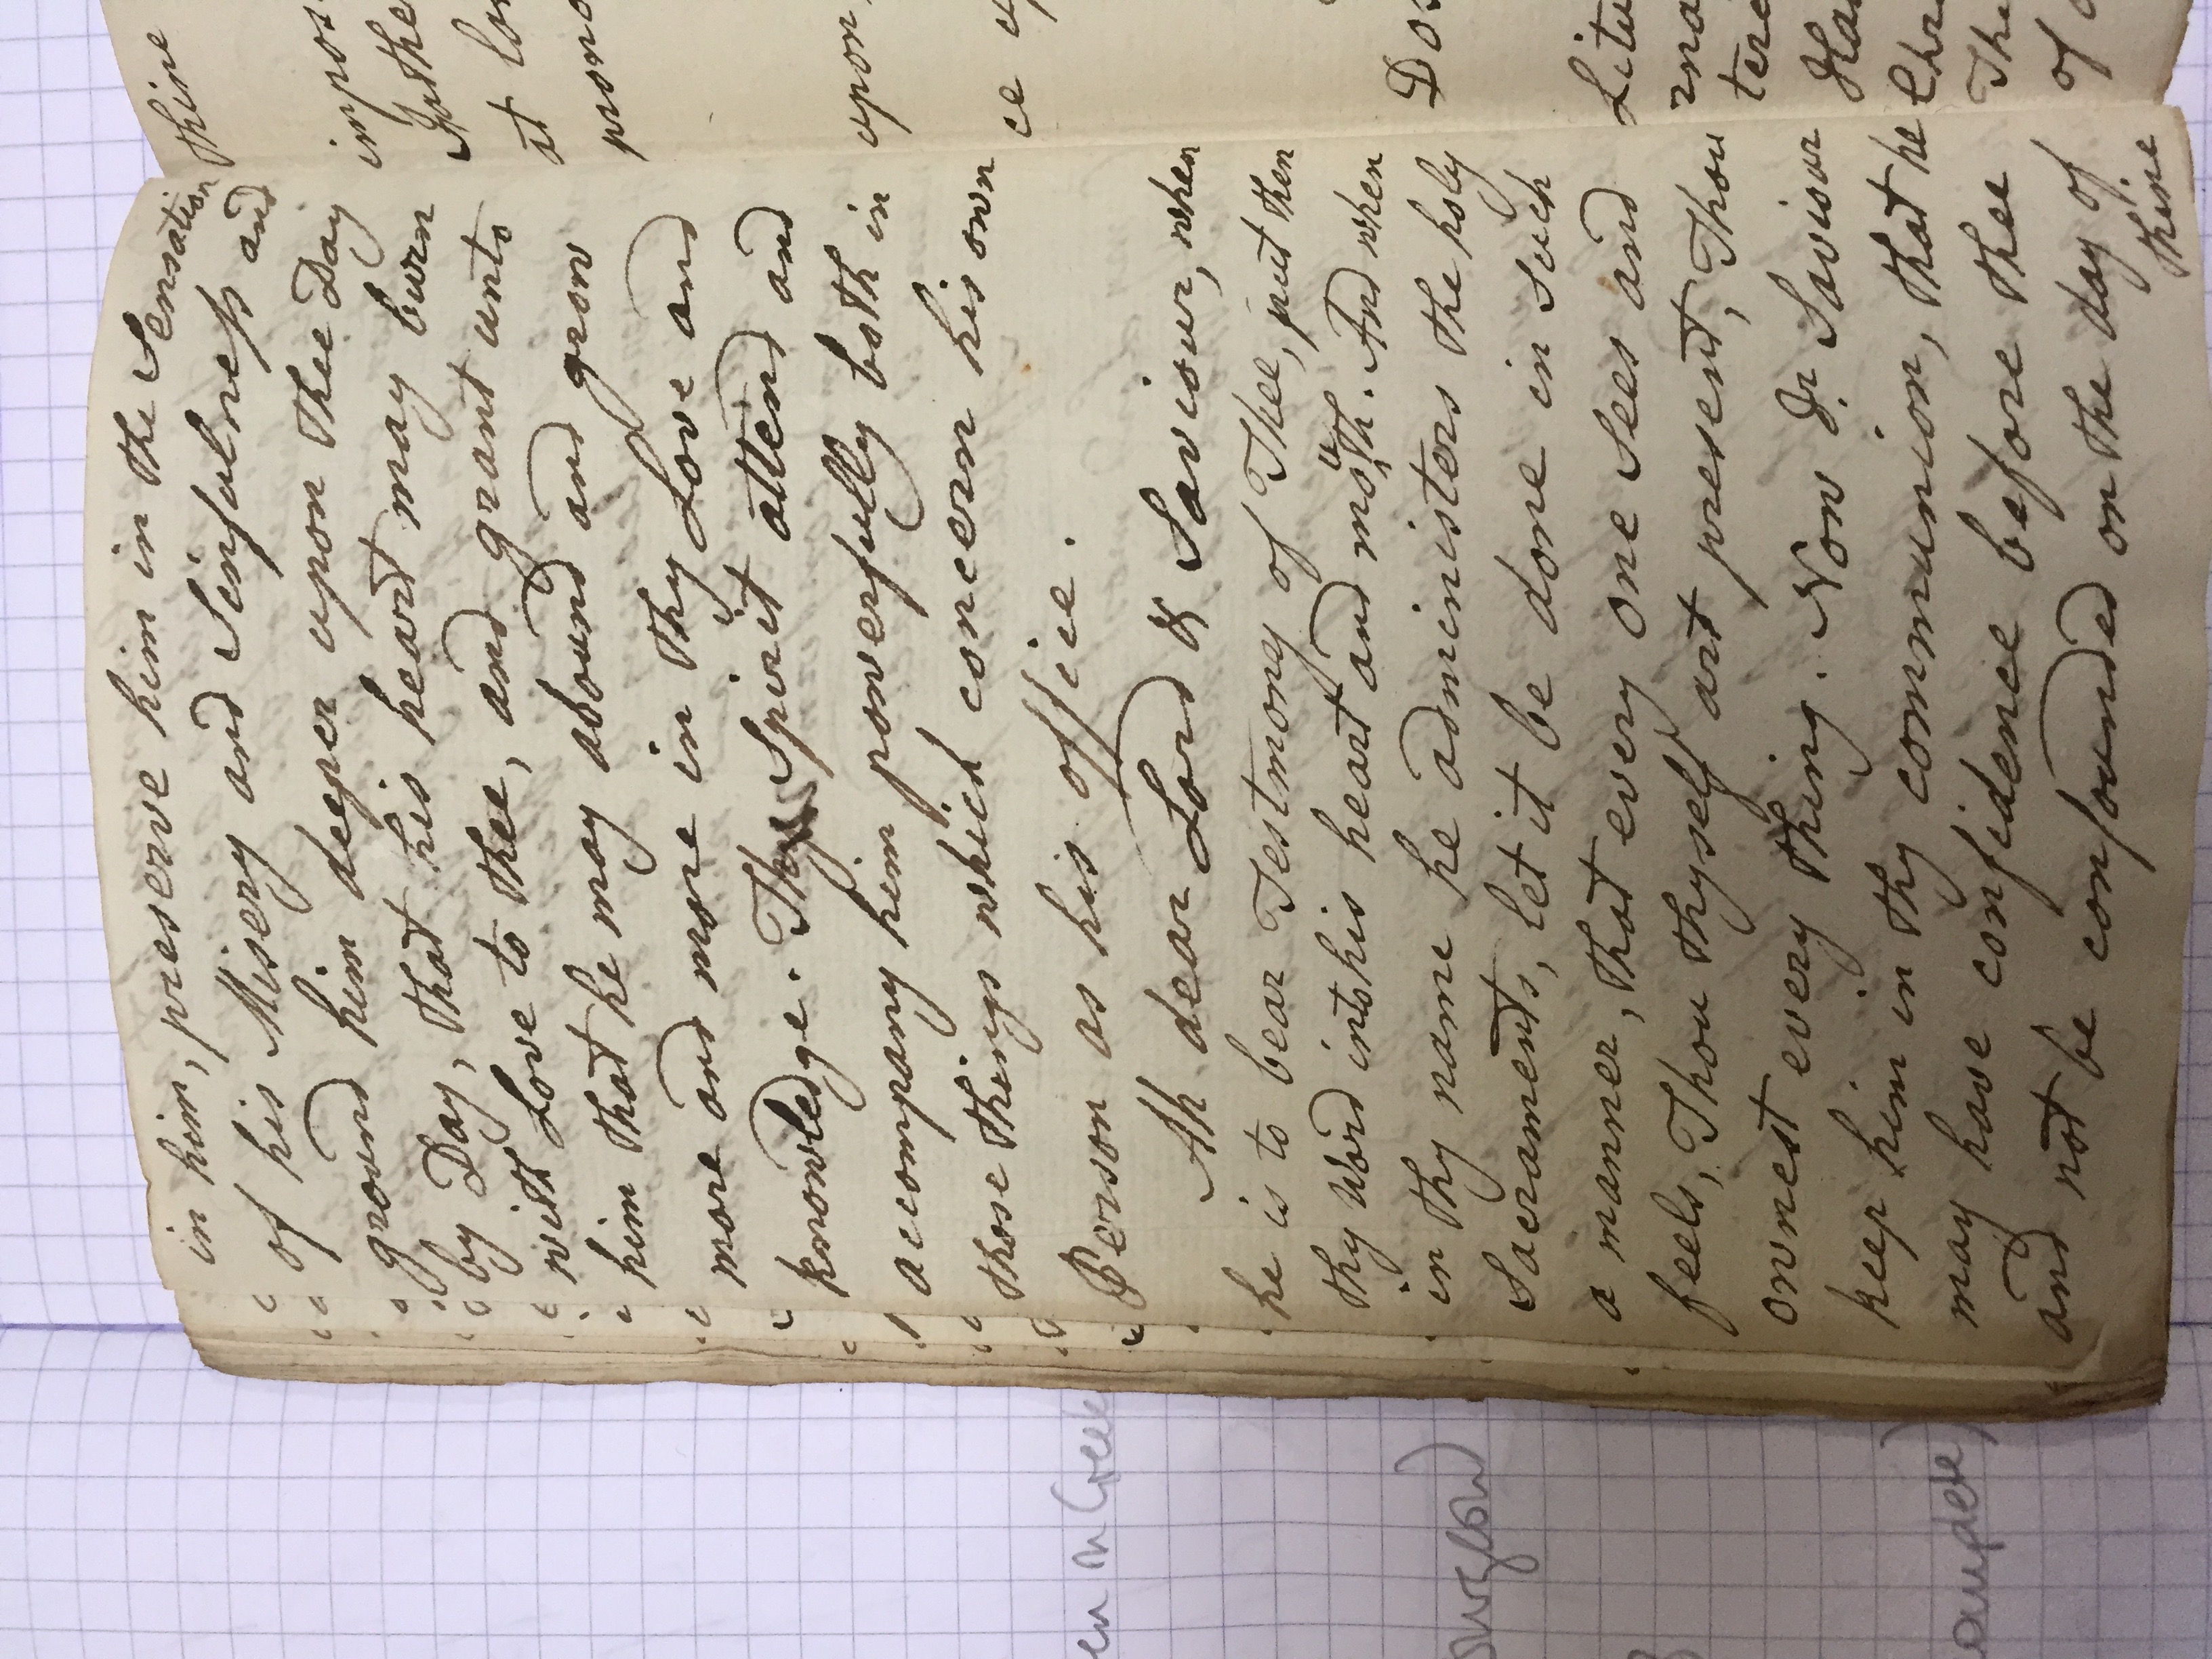 in him, preserve him in the Sensation
of his Misery and Sinfulness and
ground him deeper upon Thee Day
by Day, that his heart may burn
with Love to thee, and grant unto
him that he may abound and grow
more and more in Thy Love and
knowledge. Thy Spirit attend and
accompany him powerfully both in
those things which concern his own
Person as his office.
Ah dear Lord & Saviour, when
he is to bear Testmony of Thee, put then
thy Word into his heart and mouth. And when
in thy name he administers the holy
Sacraments, let it be done in such
a manner, that every one sees and
feels, Thou thyself art present, Thou
ownest every thing. Now Dr. Saviour
keep him in thy communion, that he
may have confidence before thee
and not be confounded on the day of
thine
thine
impos
Fathe
at la
prono
upon
ce u
Dos
Litu
rna
tere
Ha
Chr
The
of